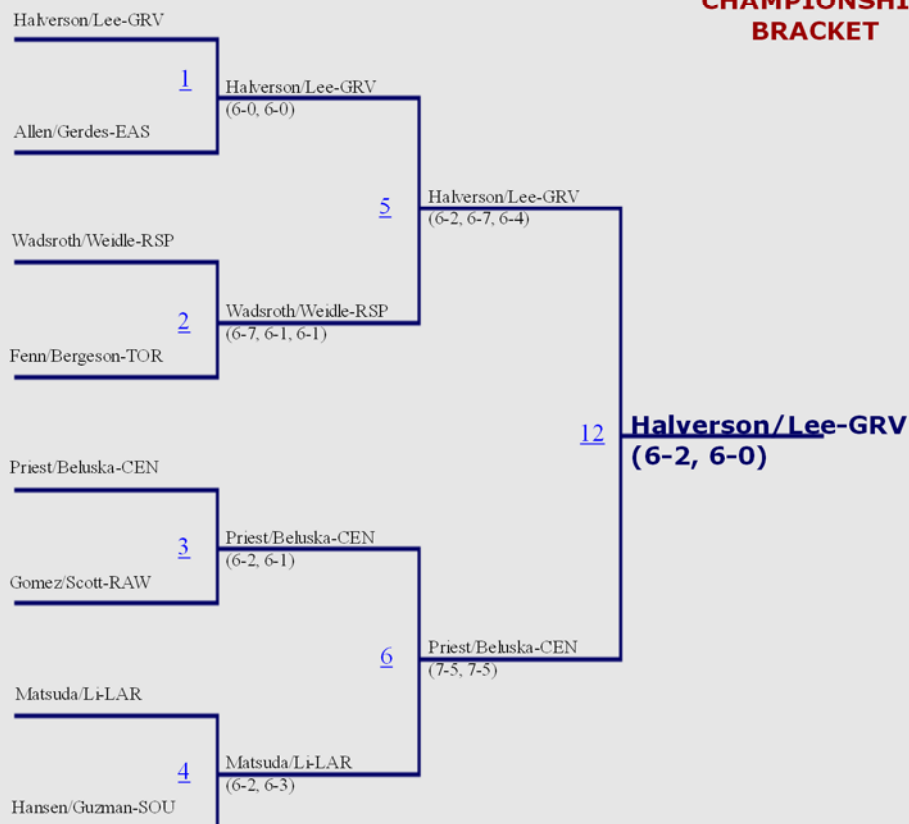 CHAMPIONSHI
BRACKET
Halverson/Lee-GRV
1
Halverson/Lee-GRV
(6-0, 6-0)
Allen/Gerdes-EAS
5
Halverson/Lee-GRV
(6-2, 6-7, 6-4)
Wadsroth/Weidle-RSP
2
Wadsroth/Weidle-RSP
(6-7, 6-1, 6-1)
Fenn/Bergeson-TOR
12
Halverson/Lee-GRV
(6-2, 6-0)
Priest/Beluska-CEN
3
Priest/Beluska-CEN
(6-2, 6-1)
Gomez/Scott-RAW
6
Priest/Beluska-CEN
(7-5, 7-5)
Matsuda/Li-LAR
4
Matsuda/Li-LAR
(6-2, 6-3)
Hansen/Guzman-SOU